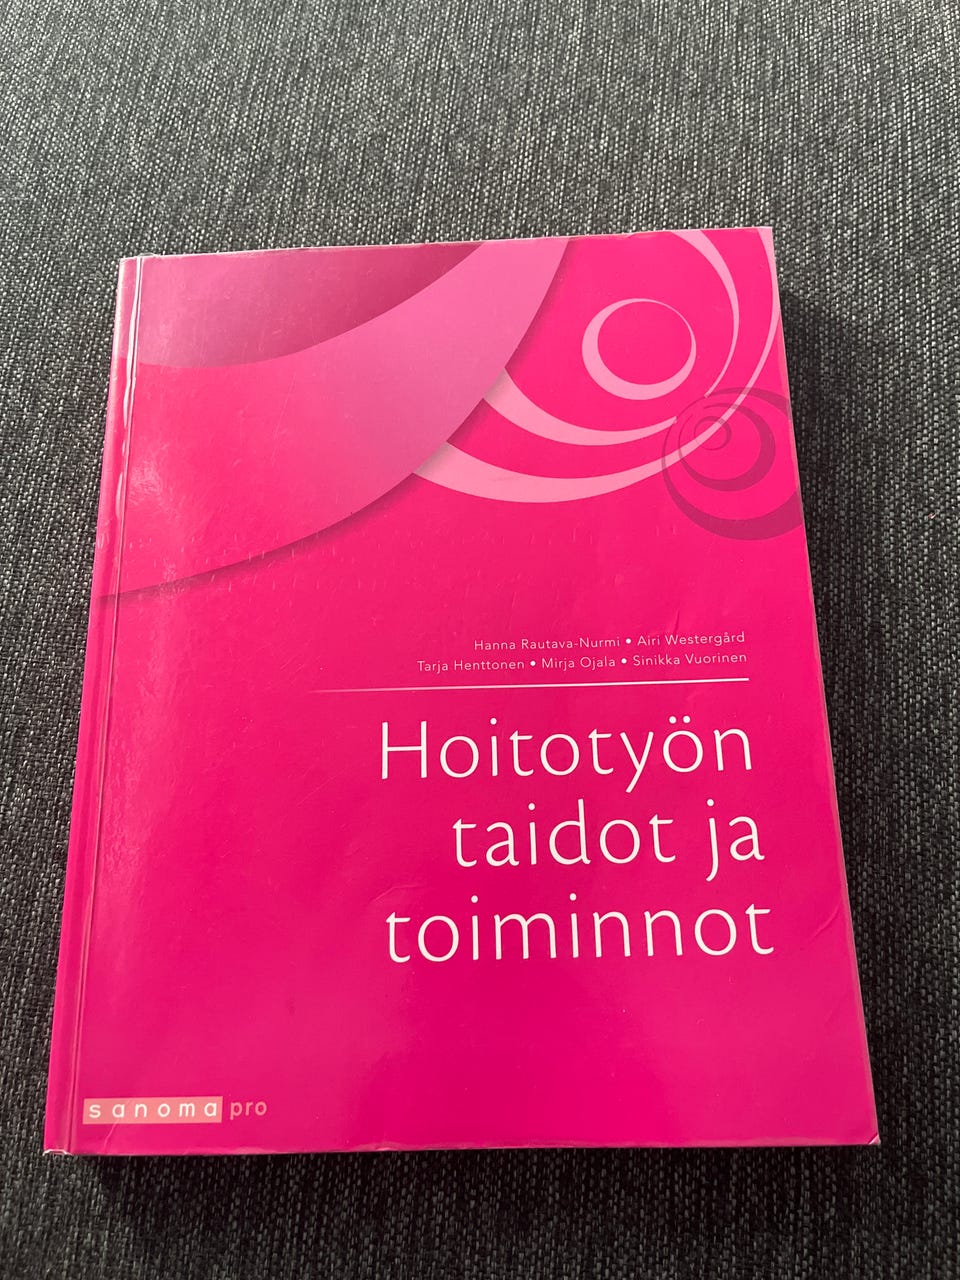 Hanna Rautava-Nurmi • Airi Westergård
Tarja Henttonen • Mirja Ojala • Sinikka Vuorinen
Hoitotyön
taidot ja
toiminnot
sanoma pro